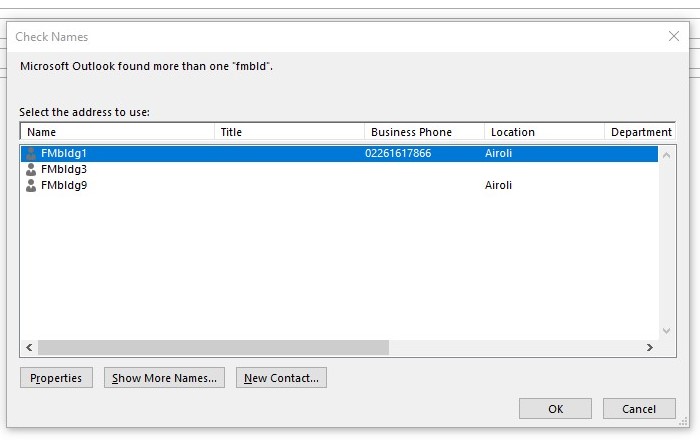 Check Names
Microsoft Outlook found more than one "fmbld".
Select the address to use:
Name Title Business Phone Location Department
FMbldg1 02261617866 Airoli
FMbldg3
FMbldg9 Airoli
Properties Show More Names... New Contact...
OK Cancel